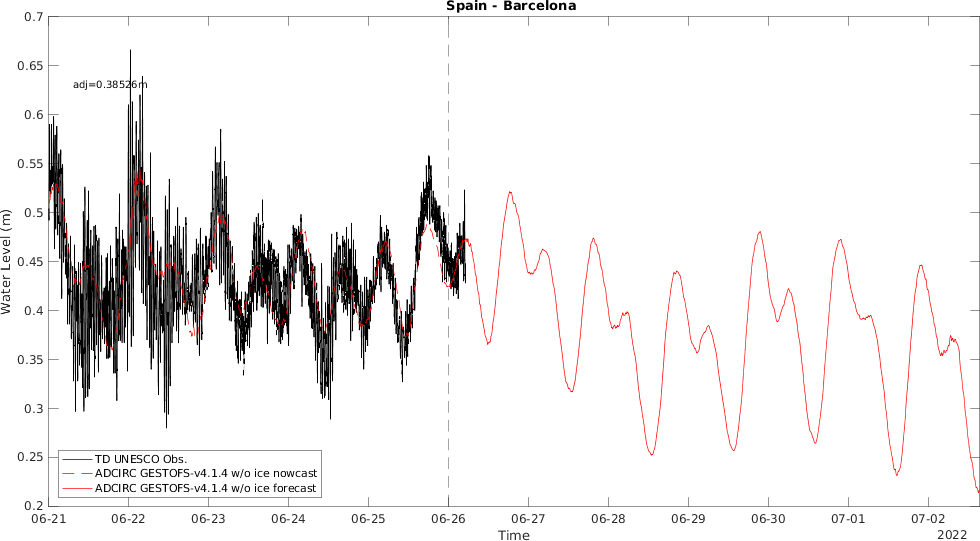 Spain - Barcelona
0.7
0.65
adj=0.38526m
0.6
0.55
0.5
0.45
0.4
0.35
0.3
0.25
0.2
Water Level (m)
TD UNESCO Obs.
ADCIRC GESTOFS-v4.1.4 w/o ice nowcast
ADCIRC GESTOFS-v4.1.4 w/o ice forecast
06-21 06-22 06-23 06-24 06-25 06-26 06-27 06-28 06-29 06-30 07-01 07-02
Time
2022